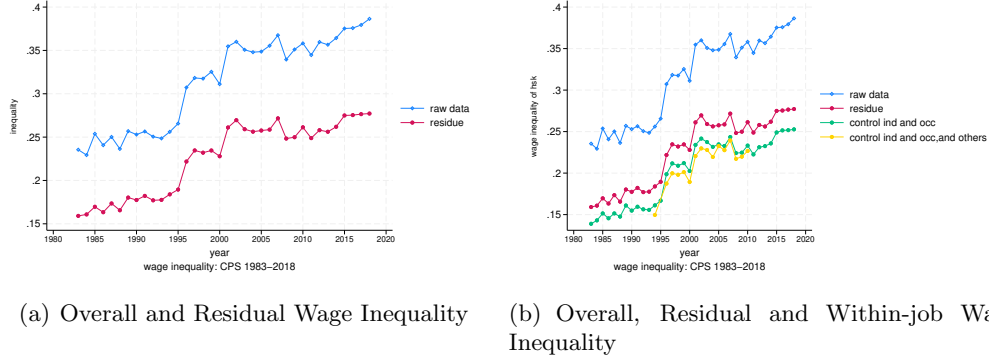 .4
.35
.3
.25
.2
.15
inequality
1980 1985 1990 1995 2000 2005 2010 2015 2020
year
wage inequality: CPS 1983–2018
raw data
residue
.4
.35
.3
.25
.2
.15
wage inequality of hsk
1980 1985 1990 1995 2000 2005 2010 2015 2020
year
wage inequality: CPS 1983–2018
raw data
residue
control ind and occ
control ind and occ,and others
(a) Overall and Residual Wage Inequality
(b) Overall, Residual and Within-job Wa
Inequality